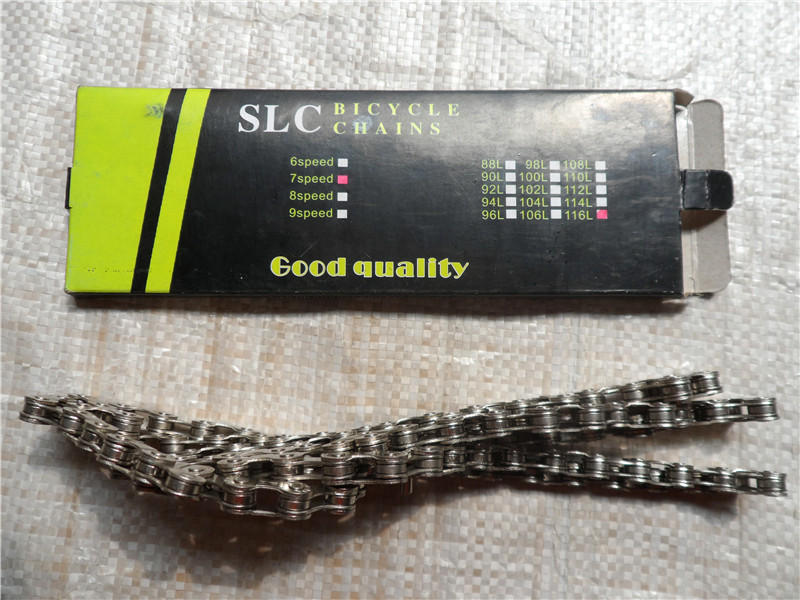 SLC BICYCLE CHAINS
6speed
7speed
8speed
9speed
88L 98L 108L
90L 100L 110L
92L 102L 112L
94L 104L 114L
96L 106L 116L
Good quality